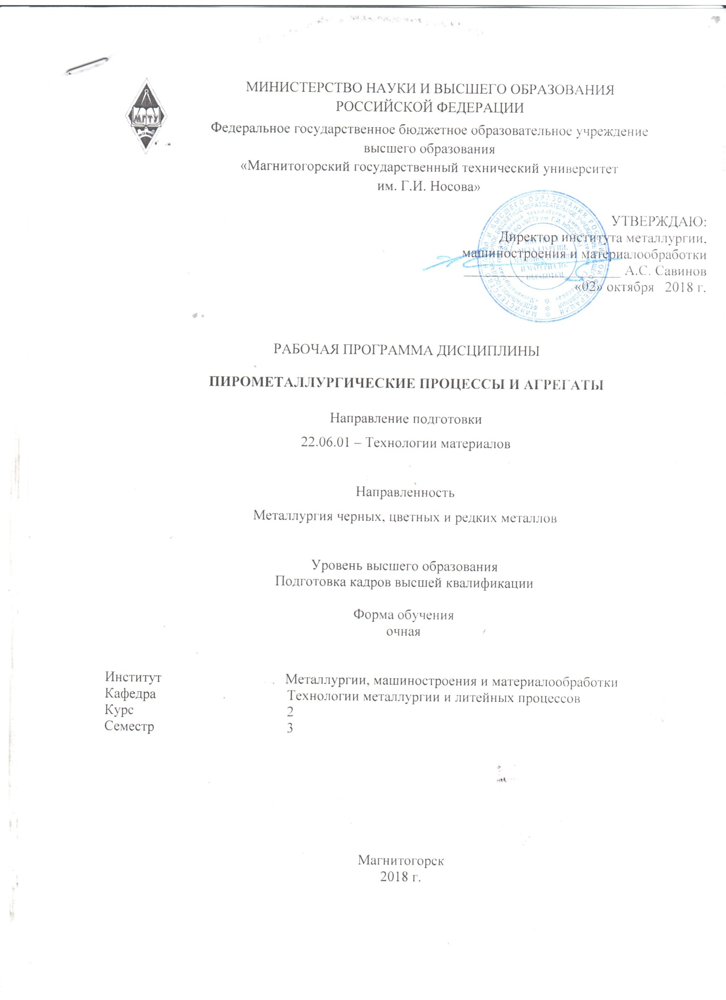 МГТУ
МИНИСТЕРСТВО НАУКИ И ВЫСШЕГО ОБРАЗОВАНИЯ
РОССИЙСКОЙ ФЕДЕРАЦИИ
Федеральное государственное бюджетное образовательное учреждение
высшего образования
«Магнитогорский государственный технический университет
им. Г.И. Носова»
УТВЕРЖДАЮ:
Директор института металлургии,
машиностроения и материалообработки
А.С. Савинов
«02» октября 2018 г.
РАБОЧАЯ ПРОГРАММА ДИСЦИПЛИНЫ
ПИРОМЕТАЛЛУРГИЧЕСКИЕ ПРОЦЕССЫ И АГРЕГАТЫ
Направление подготовки
22.06.01 – Технологии материалов
Направленность
Металлургия черных, цветных и редких металлов
Уровень высшего образования
Подготовка кадров высшей квалификации
Форма обучения
очная
Институт Металлургии, машиностроения и материалообработки
Кафедра Технологии металлургии и литейных процессов
Курс 2
Семестр 3
Магнитогорск
2018 г.